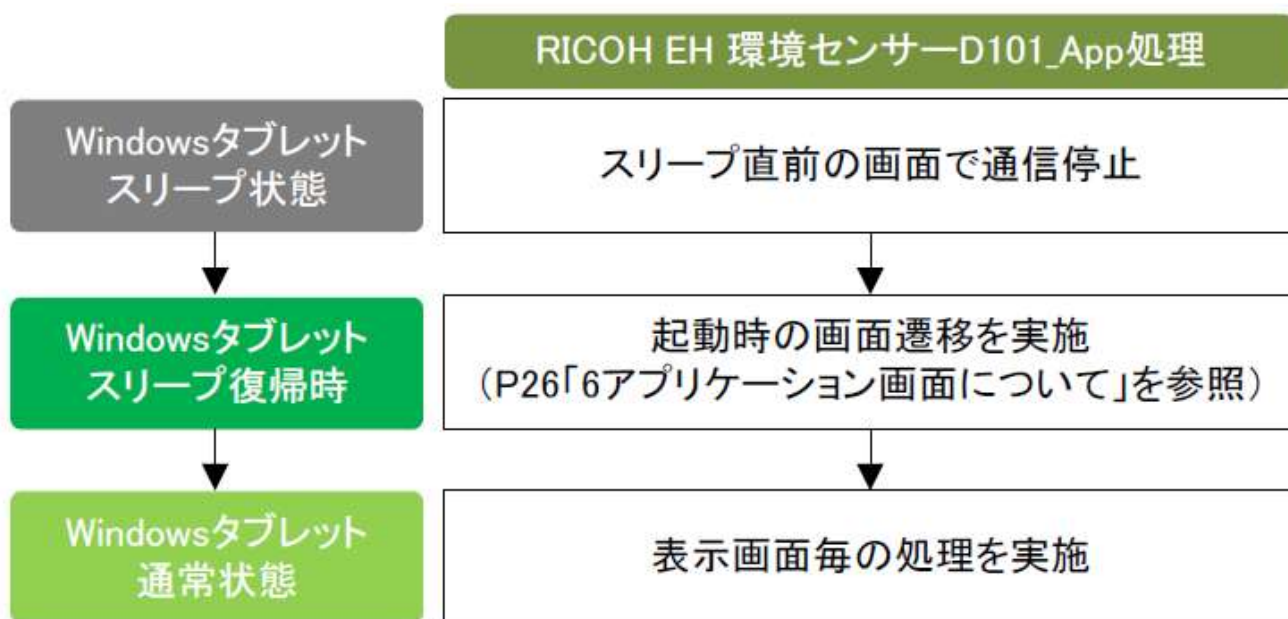 RICOH EH 環境センサーD101_App処理
Windowsタブレット
スリープ状態
スリープ直前の画面で通信停止
Windowsタブレット
スリープ復帰時
起動時の画面遷移を実施
（P26「6アプリケーション画面について」を参照）
Windowsタブレット
通常状態
表示画面毎の処理を実施